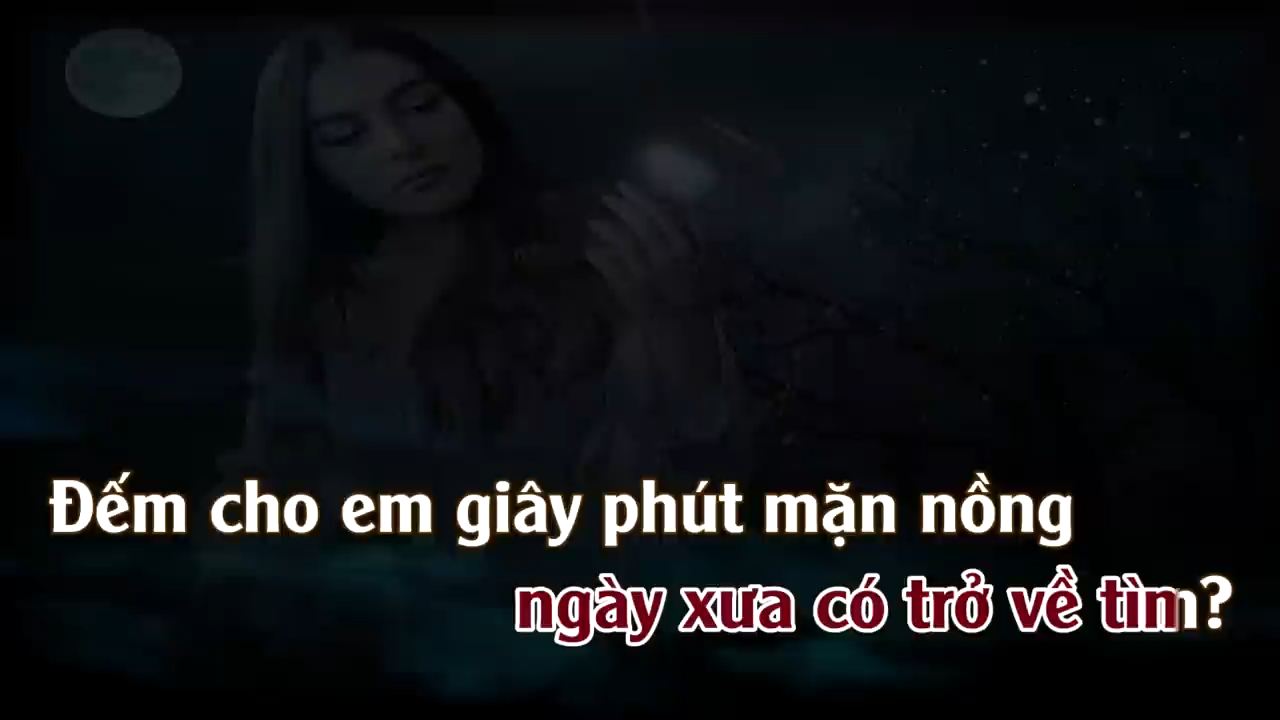 Đếm cho em giây phút mặn nồng
ngày xưa có trở về tìm?